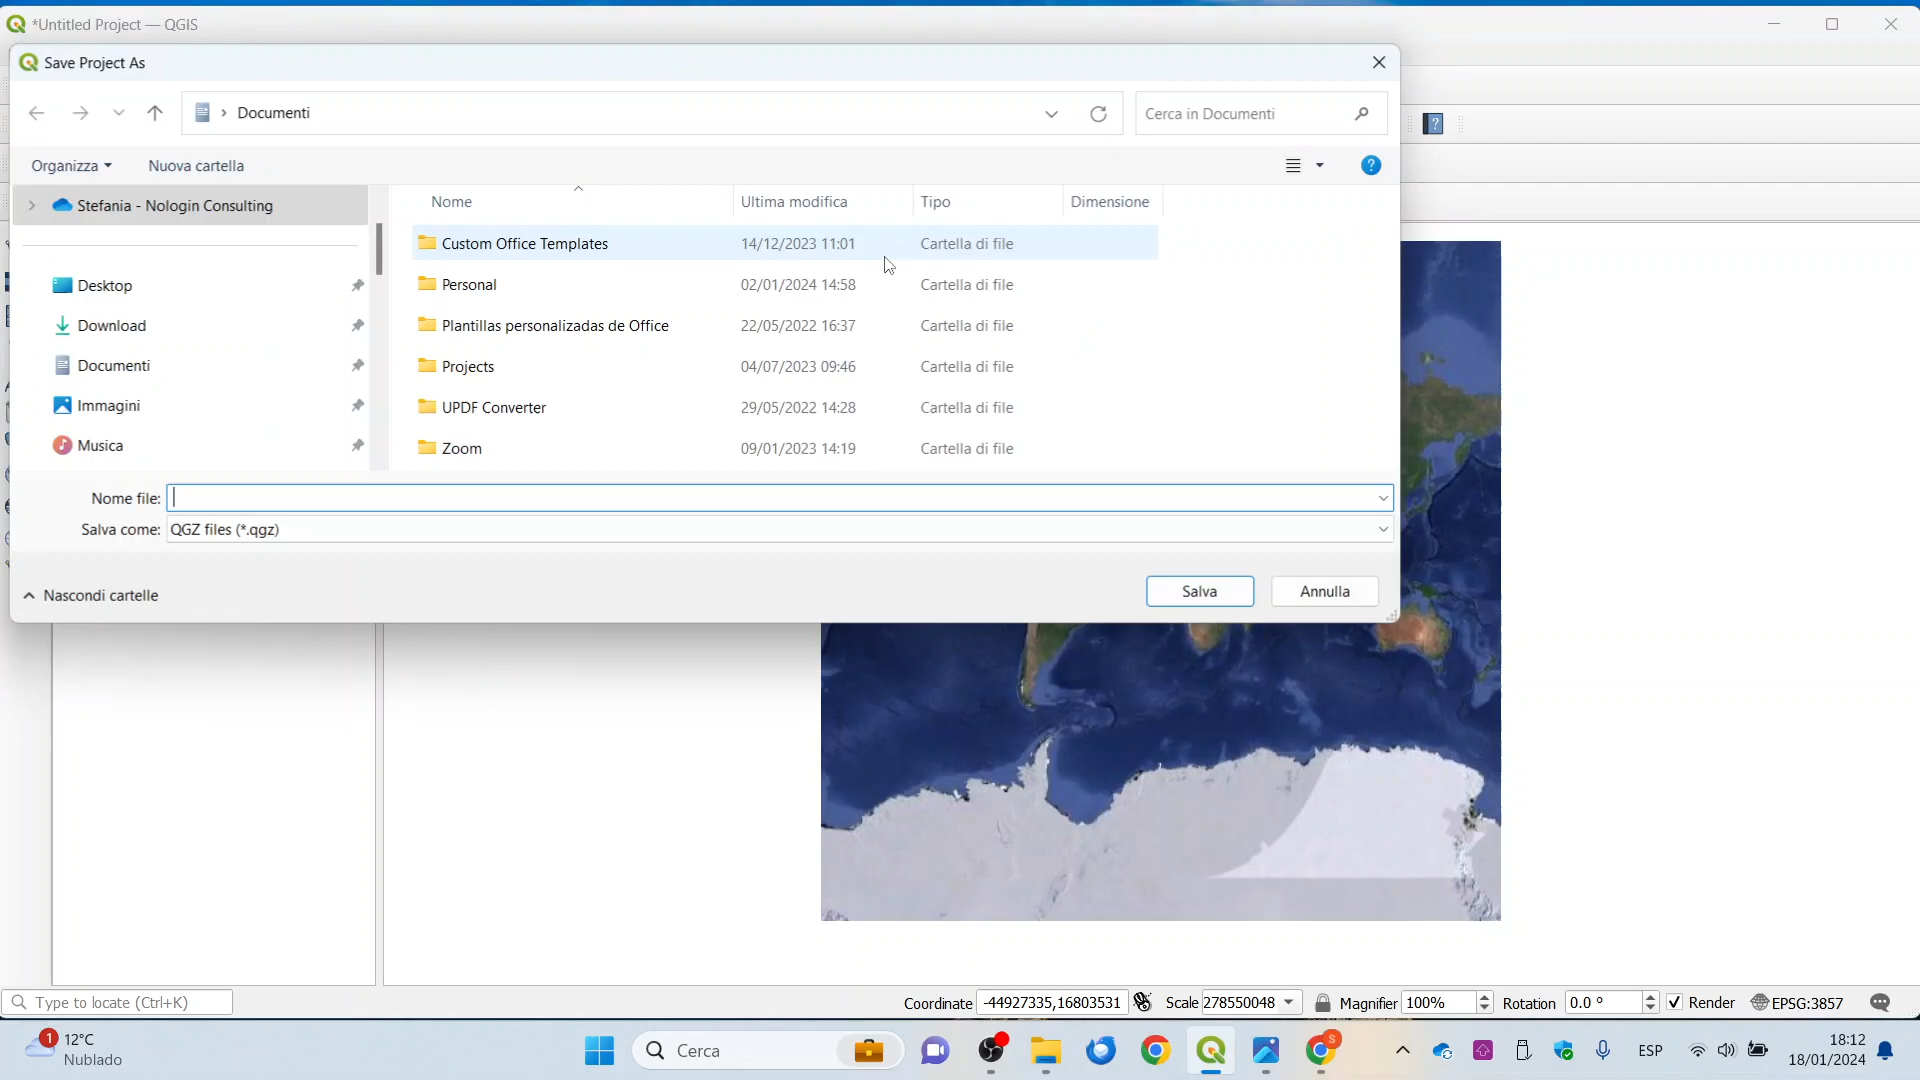 *Untitled Project — QGIS
Save Project As
Documenti
Cerca in Documenti
Organizza
Nuova cartella
Stefania - Nologin Consulting
Desktop
Download
Documenti
Immagini
Musica
Nome Ultima modifica Tipo Dimensione
Custom Office Templates 14/12/2023 11:01 Cartella di file
Personal 02/01/2024 14:58 Cartella di file
Plantillas personalizadas de Office 22/05/2022 16:37 Cartella di file
Projects 04/07/2023 09:46 Cartella di file
UPDF Converter 29/05/2022 14:28 Cartella di file
Zoom 09/01/2023 14:19 Cartella di file
Nome file:
Salva come: QGZ files (*.qgz)
Nascondi cartelle
Salva
Annulla
Type to locate (Ctrl+K)
Coordinate -44927335,16803531 Scale 278550048 Magnifier 100% Rotation 0.0 ° Render EPSG:3857
1
12°C
Nublado
Cerca
S
ESP
18:12
18/01/2024